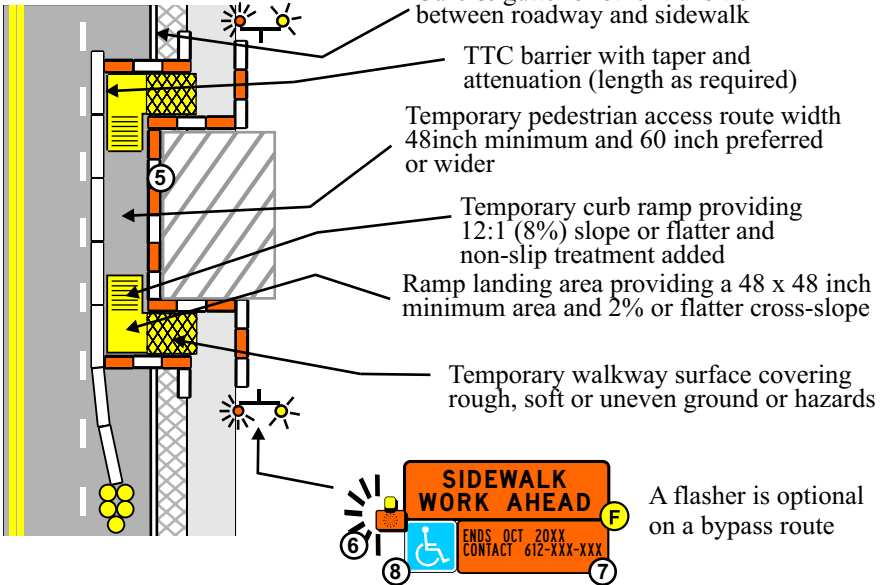 between roadway and sidewalk
TTC barrier with taper and
attenuation (length as required)
Temporary pedestrian access route width
48inch minimum and 60 inch preferred
or wider
5
Temporary curb ramp providing
12:1 (8%) slope or flatter and
non-slip treatment added
Ramp landing area providing a 48 x 48 inch
minimum area and 2% or flatter cross-slope
Temporary walkway surface covering
rough, soft or uneven ground or hazards
SIDEWALK
WORK AHEAD
F
ENDS OCT 20XX
CONTACT 612-XXX-XXX
6
8
7
A flasher is optional
on a bypass route